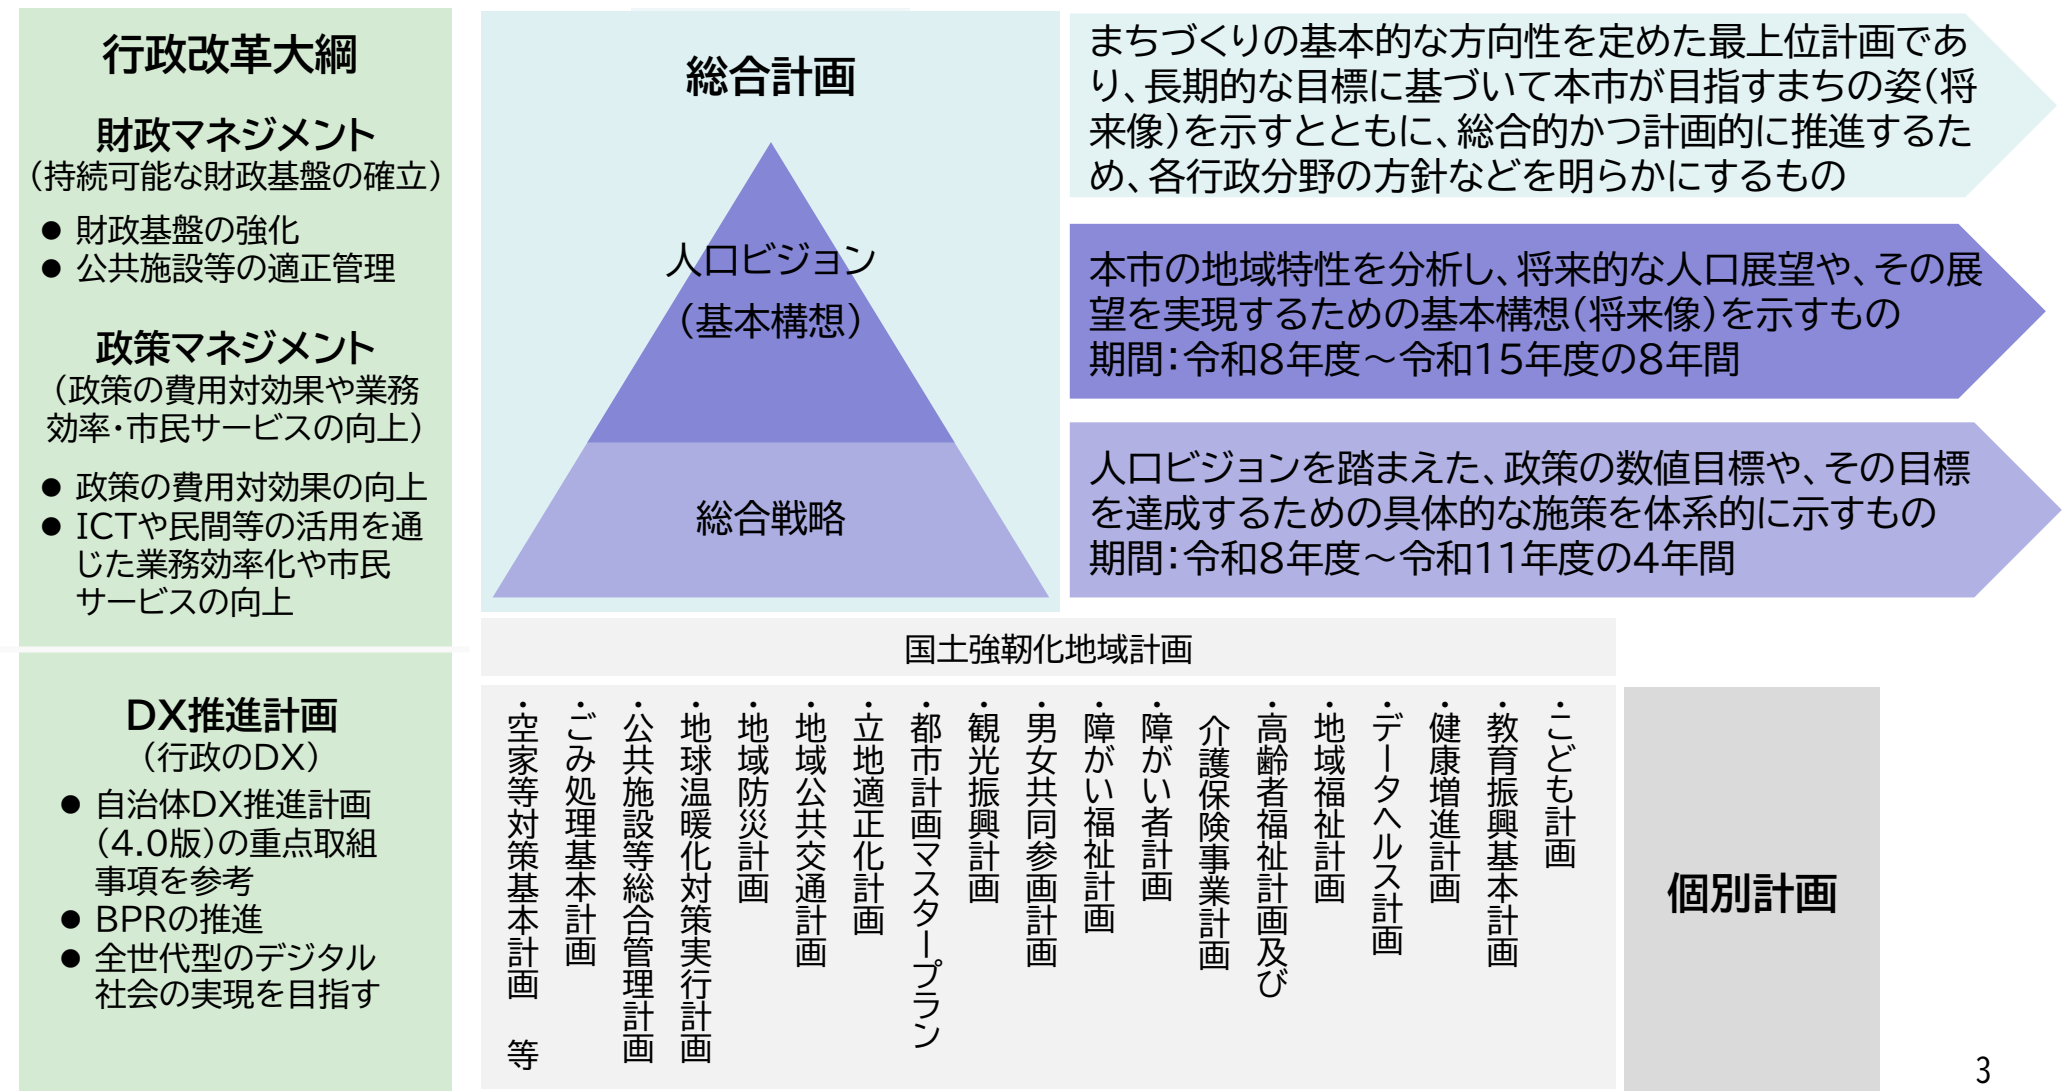 行政改革大綱
財政マネジメント
（持続可能な財政基盤の確立）
● 財政基盤の強化
● 公共施設等の適正管理
政策マネジメント
（政策の費用対効果や業務
効率・市民サービスの向上）
● 政策の費用対効果の向上
● ICTや民間等の活用を通
じた業務効率化や市民
サービスの向上
DX推進計画
（行政のDX）
● 自治体DX推進計画
（4.0版）の重点取組
事項を参考
● BPRの推進
● 全世代型のデジタル
社会の実現を目指す
総合計画
人口ビジョン
（基本構想）
総合戦略
まちづくりの基本的な方向性を定めた最上位計画であ
り、長期的な目標に基づいて本市が目指すまちの姿（将
来像）を示すとともに、総合的かつ計画的に推進するた
め、各行政分野の方針などを明らかにするもの
本市の地域特性を分析し、将来的な人口展望や、その展
望を実現するための基本構想（将来像）を示すもの
期間：令和8年度～令和15年度の8年間
人口ビジョンを踏まえた、政策の数値目標や、その目標
を達成するための具体的な施策を体系的に示すもの
期間：令和8年度～令和11年度の4年間
国土強靭化地域計画
・こども計画
・教育振興基本計画
・健康増進計画
・データヘルス計画
・地域福祉計画
・高齢者福祉計画及び
介護保険事業計画
・障がい者計画
・障がい福祉計画
・男女共同参画計画
・観光振興計画
・都市計画マスタープラン
・立地適正化計画
・地域公共交通計画
・地域防災計画
・地球温暖化対策実行計画
・公共施設等総合管理計画
・ごみ処理基本計画
・空家等対策基本計画　等
個別計画
3